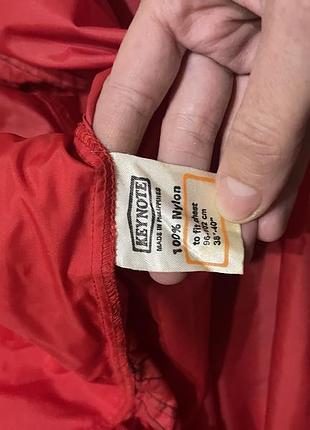 KEYNOTE
MADE IN PHILIPPINES
100% Nylon
to fit chest
96-102 cm
38"-40"